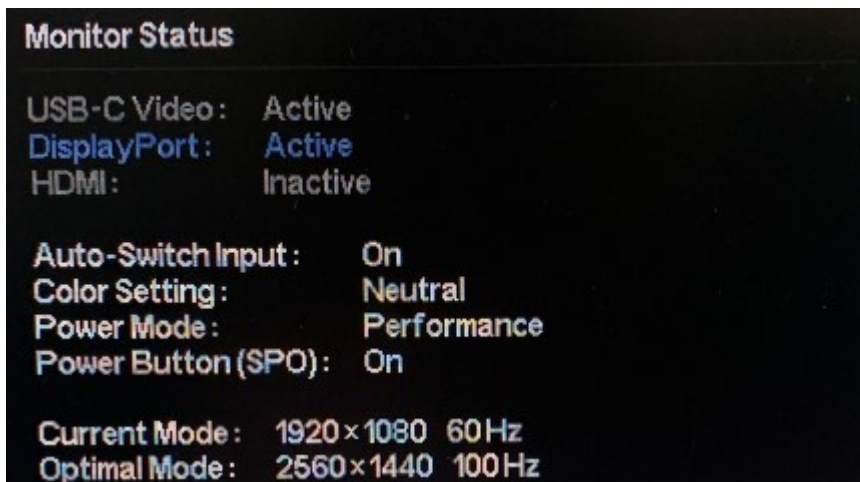 Monitor Status
USB-C Video: Active
DisplayPort: Active
HDMI: Inactive
Auto-Switch Input: On
Color Setting: Neutral
Power Mode: Performance
Power Button (SPO): On
Current Mode: 1920×1080 60Hz
Optimal Mode: 2560×1440 100Hz